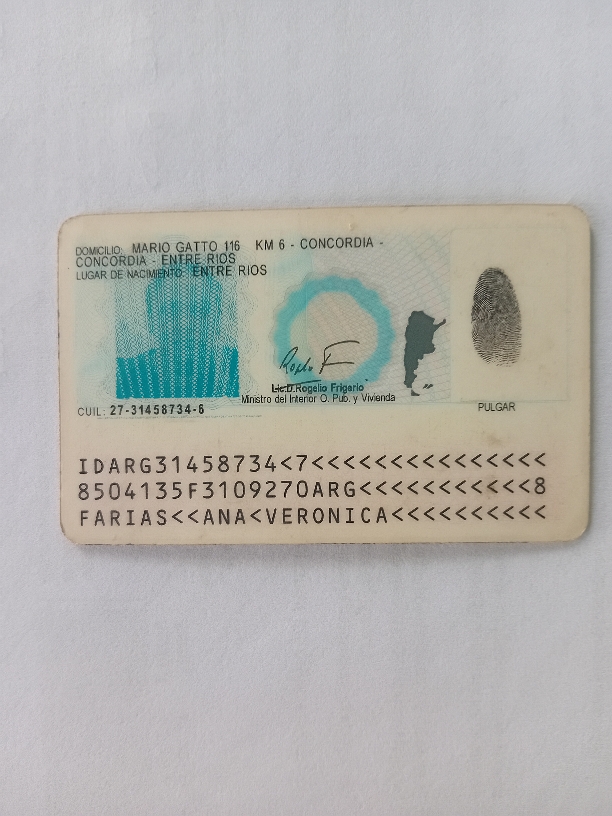 DOMICILIO: MARIO GATTO 116 KM 6 - CONCORDIA -
CONCORDIA - ENTRE RIOS
LUGAR DE NACIMIENTO: ENTRE RIOS
Lic.D.Rogelio Frigerio
Ministro del Interior O. Pub. y Vivienda
CUIL: 27-31458734-6
PULGAR
IDARG31458734<7<<<<<<<<<<<<<<<
8504135F3109270ARG<<<<<<<<<<<8
FARIAS<<ANA<VERONICA<<<<<<<<<<